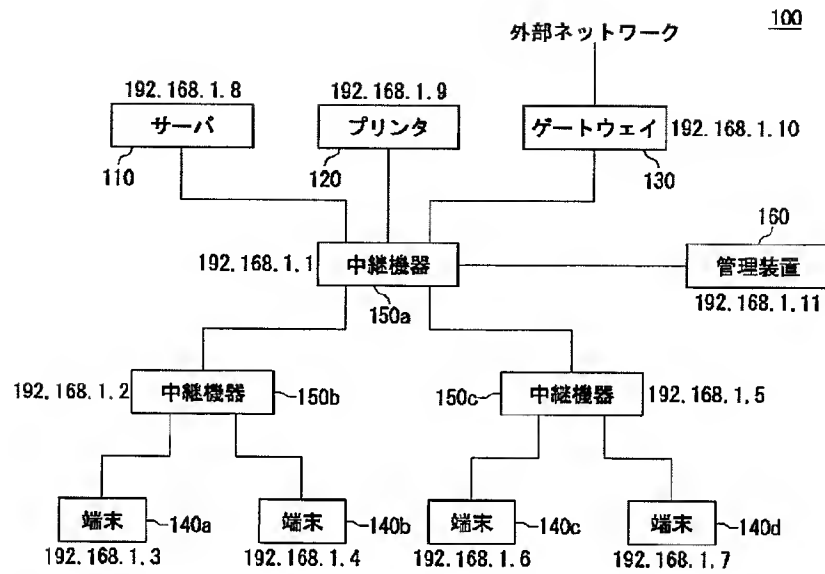 100
外部ネットワーク
192.168.1.8
192.168.1.9
サーバ
プリンタ
ゲートウェイ
192.168.1.10
110
120
130
160
192.168.1.1
中継機器
管理装置
150a
192.168.1.11
192.168.1.2
中継機器
150b
150c
中継機器
192.168.1.5
端末
140a
端末
140b
端末
140c
端末
140d
192.168.1.3
192.168.1.4
192.168.1.6
192.168.1.7